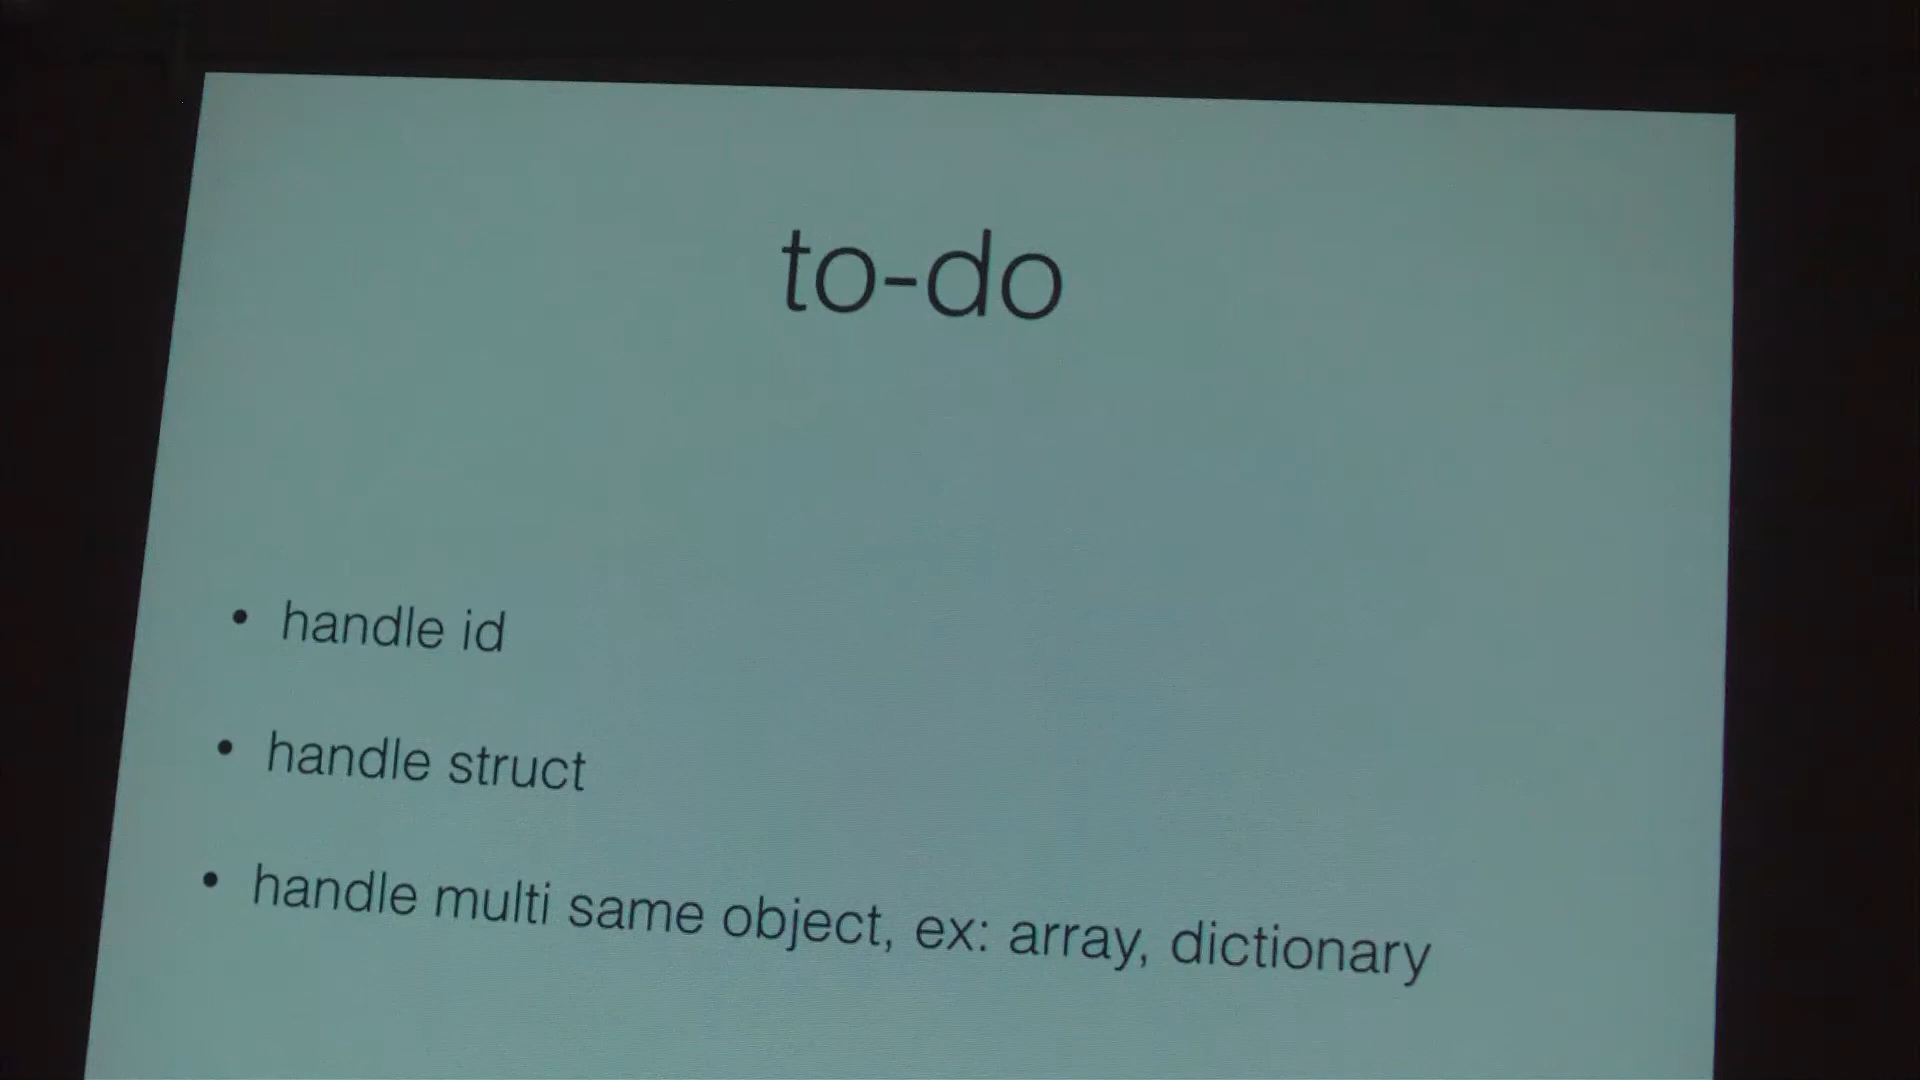 to-do
• handle id
• handle struct
• handle multi same object, ex: array, dictionary